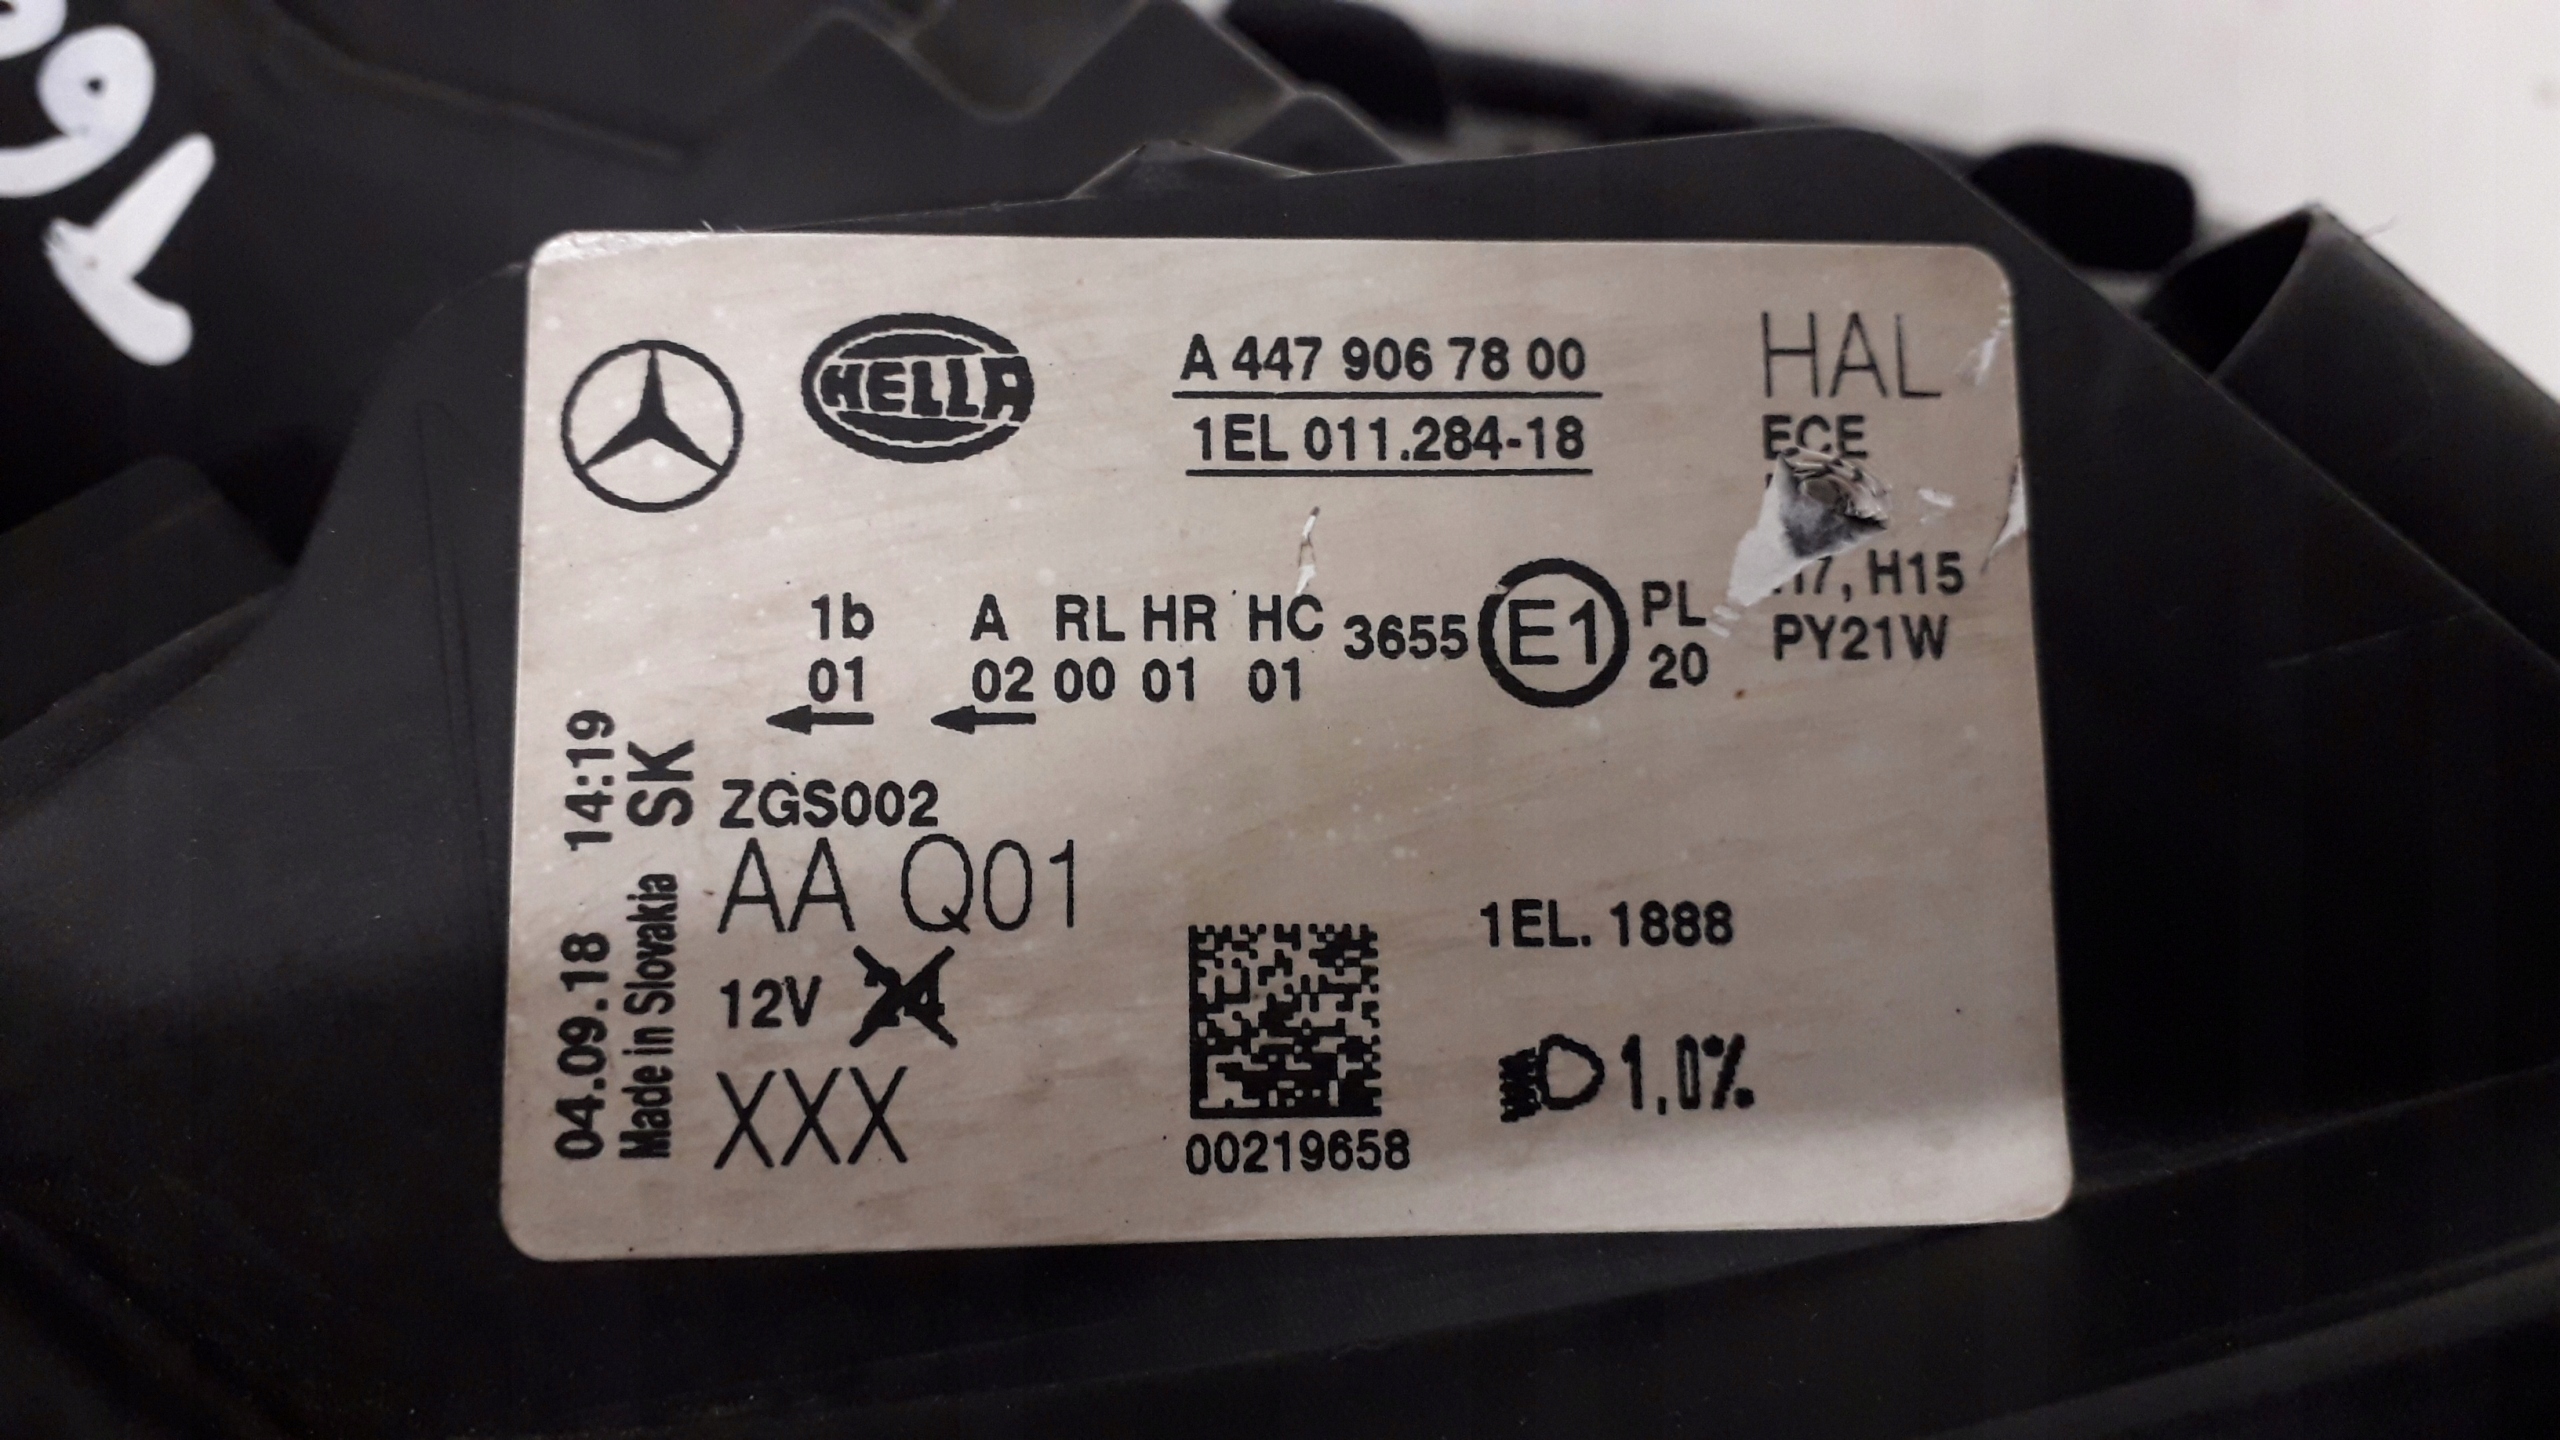 HELLA
A 447 906 78 00
1EL 011.284-18
HAL
ECE
H15
PY21W
1b A RL HR HC 3655 E1 PL
01 02 00 01 01 20
04.09.18 14:19
Made in Slovakia SK
ZGS002
AA Q01
12V
XXX
00219658
1EL. 1888
1,0%